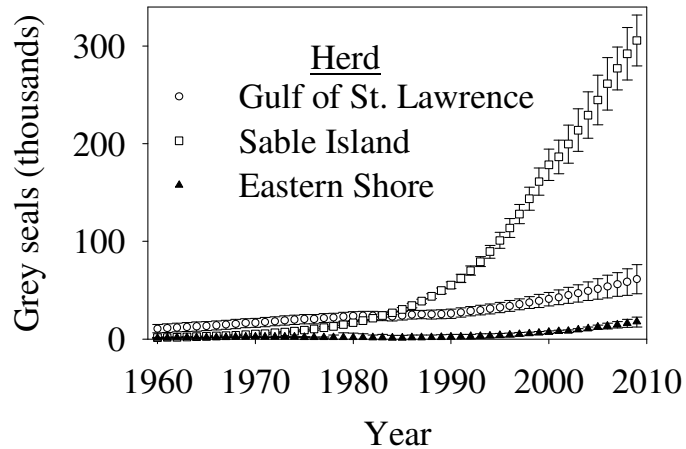 Grey seals (thousands)
300
200
100
0
Herd
Gulf of St. Lawrence
Sable Island
Eastern Shore
1960 1970 1980 1990 2000 2010
Year